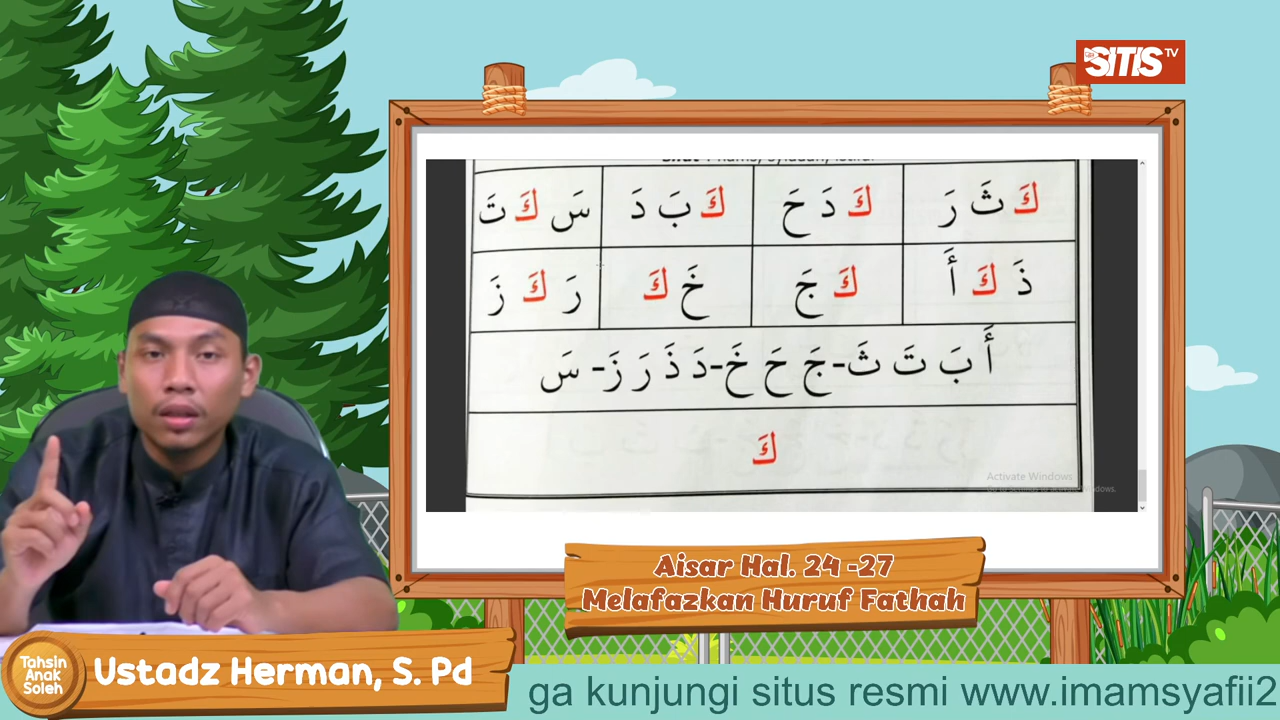 SITIS TV
كَ ثَ رَ
كَ دَ حَ
كَ بَ دَ
سَ كَ تَ
ذَ كَ أَ
كَ جَ
خَ كَ
رَ كَ زَ
أَ بَ تَ ثَ-جَ حَ خَ-دَ ذَ رَ زَ- سَ
كَ
Activate Windows
Aisar Hal. 24 -27
Melafazkan Huruf Fathah
Tahsin
Anak
Soleh
Ustadz Herman, S. Pd
ga kunjungi situs resmi www.imamsyafii2